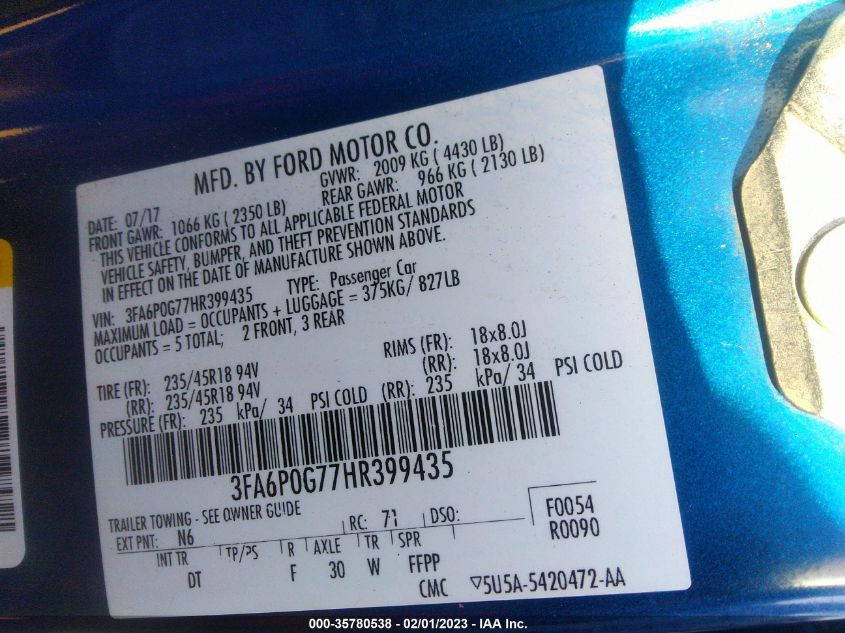 MFD. BY FORD MOTOR CO.
DATE: 07/17 GVWR: 2009 KG ( 4430 LB)
FRONT GAWR: 1066 KG ( 2350 LB) REAR GAWR: 966 KG ( 2130 LB)
THIS VEHICLE CONFORMS TO ALL APPLICABLE FEDERAL MOTOR
VEHICLE SAFETY, BUMPER, AND THEFT PREVENTION STANDARDS
IN EFFECT ON THE DATE OF MANUFACTURE SHOWN ABOVE.
VIN: 3FA6P0G77HR399435 TYPE: Passenger Car
MAXIMUM LOAD = OCCUPANTS + LUGGAGE = 375KG/ 827LB
OCCUPANTS = 5 TOTAL; 2 FRONT, 3 REAR
TIRE (FR): 235/45R18 94V RIMS (FR): 18x8.0J
(RR): 235/45R18 94V (RR): 18x8.0J
PRESSURE (FR): 235 kPa/ 34 PSI COLD (RR): 235 kPa/ 34 PSI COLD
3FA6P0G77HR399435
TRAILER TOWING - SEE OWNER GUIDE
EXT PNT: N6 RC: 71 DSO: F0054
R0090
INT TR TP/PS R AXLE TR SPR
DT F 30 W FFPP
CMC ▽5U5A-5420472-AA
000-35780538 - 02/01/2023 - IAA Inc.